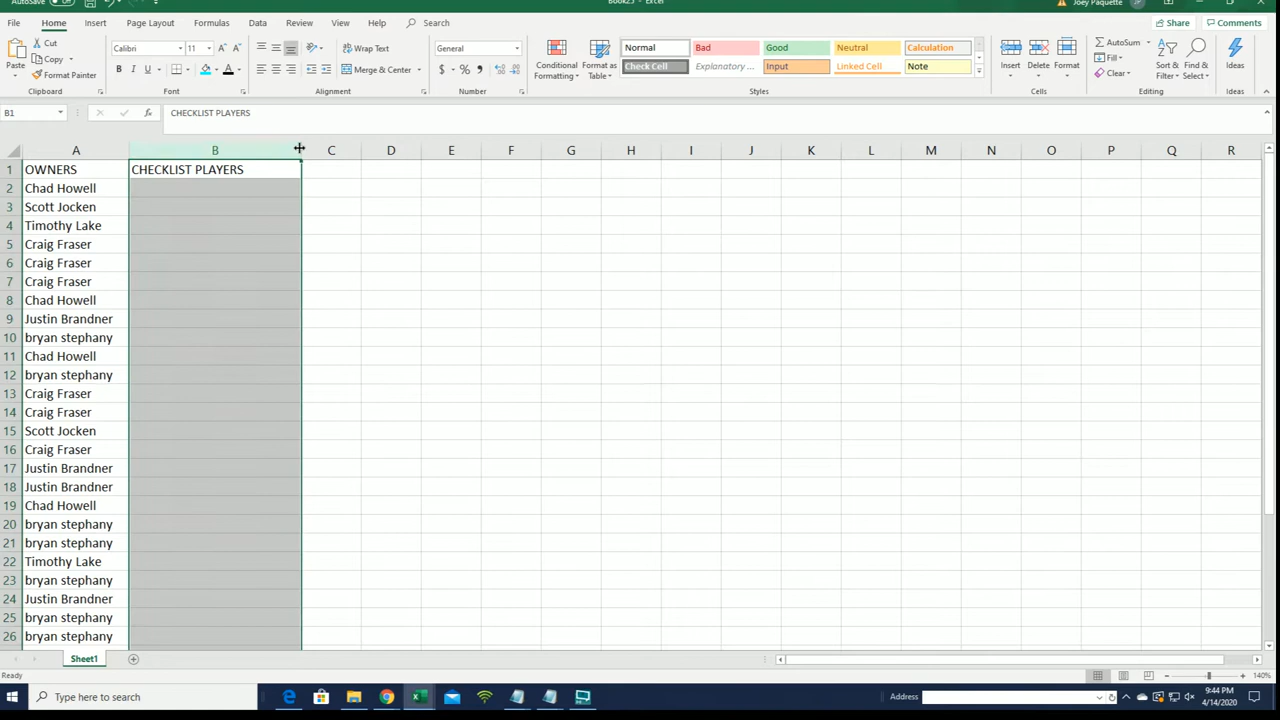 AutoSave Off
Book25 - Excel
Joey Paquette
JP
File Home Insert Page Layout Formulas Data Review View Help Search
Share Comments
Paste
Cut
Copy
Format Painter
Clipboard
Calibri 11
B I U
Font
Wrap Text
Merge & Center
Alignment
General
$ % ,
Number
Conditional Formatting
Format as Table
Normal Bad Good Neutral Calculation
Check Cell Explanatory ... Input Linked Cell Note
Styles
Insert Delete Format
Cells
AutoSum
Fill
Clear
Sort & Filter
Find & Select
Editing
Ideas
Ideas
B1 fx CHECKLIST PLAYERS
A B C D E F G H I J K L M N O P Q R
1 OWNERS CHECKLIST PLAYERS
2 Chad Howell
3 Scott Jocken
4 Timothy Lake
5 Craig Fraser
6 Craig Fraser
7 Craig Fraser
8 Chad Howell
9 Justin Brandner
10 bryan stephany
11 Chad Howell
12 bryan stephany
13 Craig Fraser
14 Craig Fraser
15 Scott Jocken
16 Craig Fraser
17 Justin Brandner
18 Justin Brandner
19 Chad Howell
20 bryan stephany
21 bryan stephany
22 Timothy Lake
23 bryan stephany
24 Justin Brandner
25 bryan stephany
26 bryan stephany
Sheet1
Ready
140%
Type here to search
Address
9:44 PM
4/14/2020